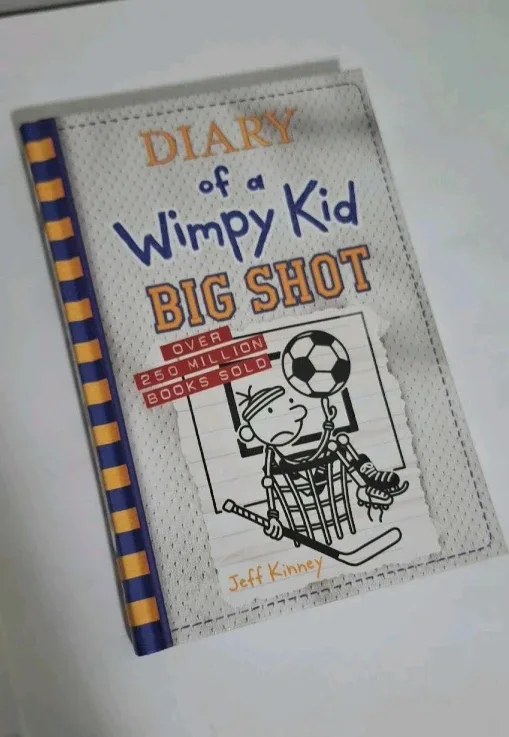 DIARY
of a
Wimpy Kid
BIG SHOT
OVER
250 MILLION
BOOKS SOLD
Jeff Kinney